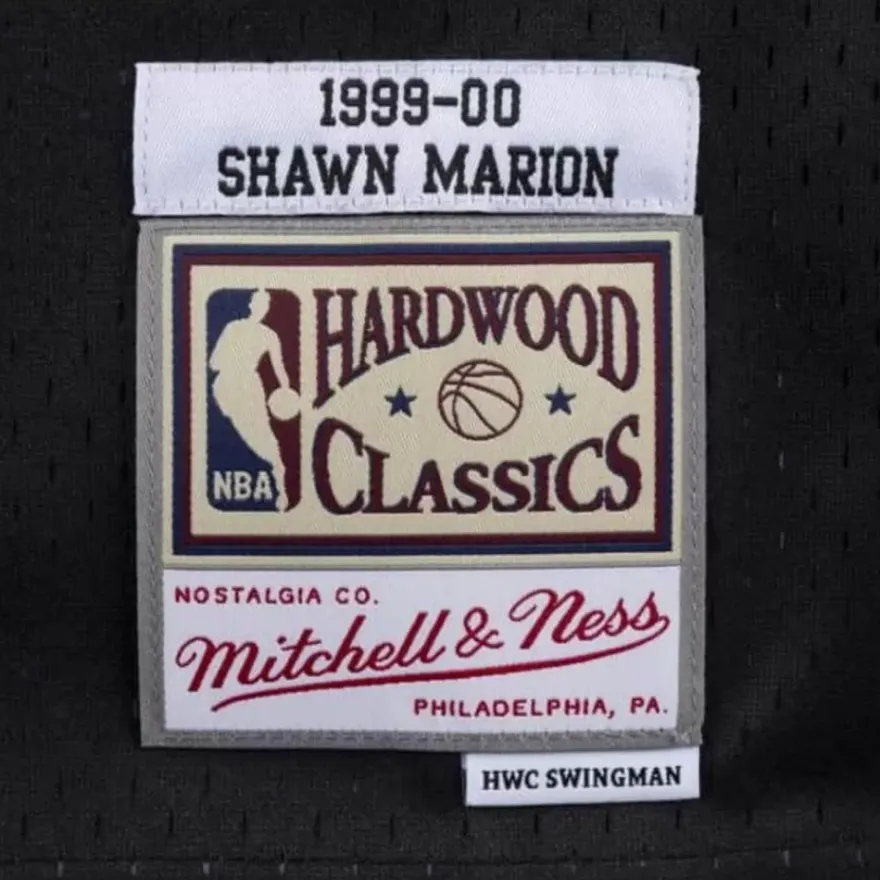 1999-00
SHAWN MARION
HARDWOOD
CLASSICS
NBA
NOSTALGIA CO.
Mitchell & Ness
PHILADELPHIA, PA.
HWC SWINGMAN